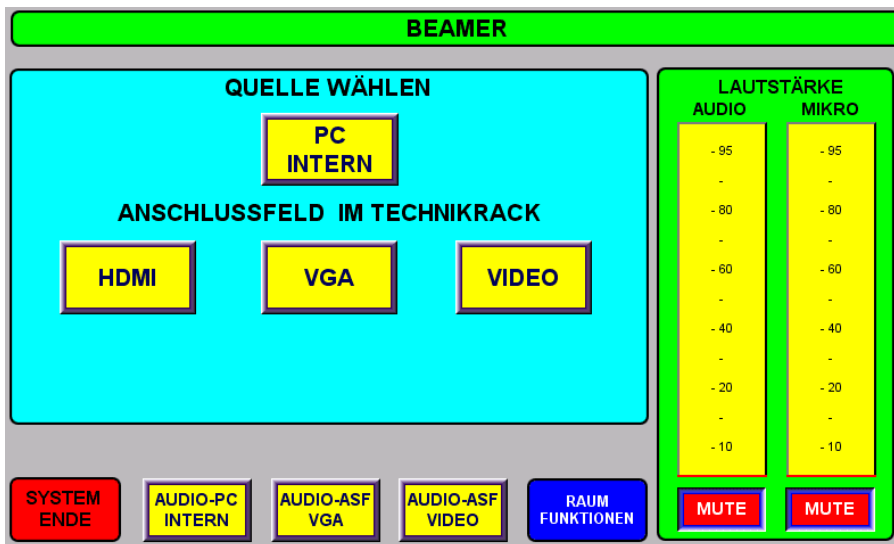 BEAMER
QUELLE WÄHLEN
PC
INTERN
ANSCHLUSSFELD IM TECHNIKRACK
HDMI
VGA
VIDEO
LAUTSTÄRKE
AUDIO
MIKRO
- 95
-
- 80
-
- 60
-
- 40
-
- 20
-
- 10
- 95
-
- 80
-
- 60
-
- 40
-
- 20
-
- 10
MUTE
MUTE
SYSTEM
ENDE
AUDIO-PC
INTERN
AUDIO-ASF
VGA
AUDIO-ASF
VIDEO
RAUM
FUNKTIONEN